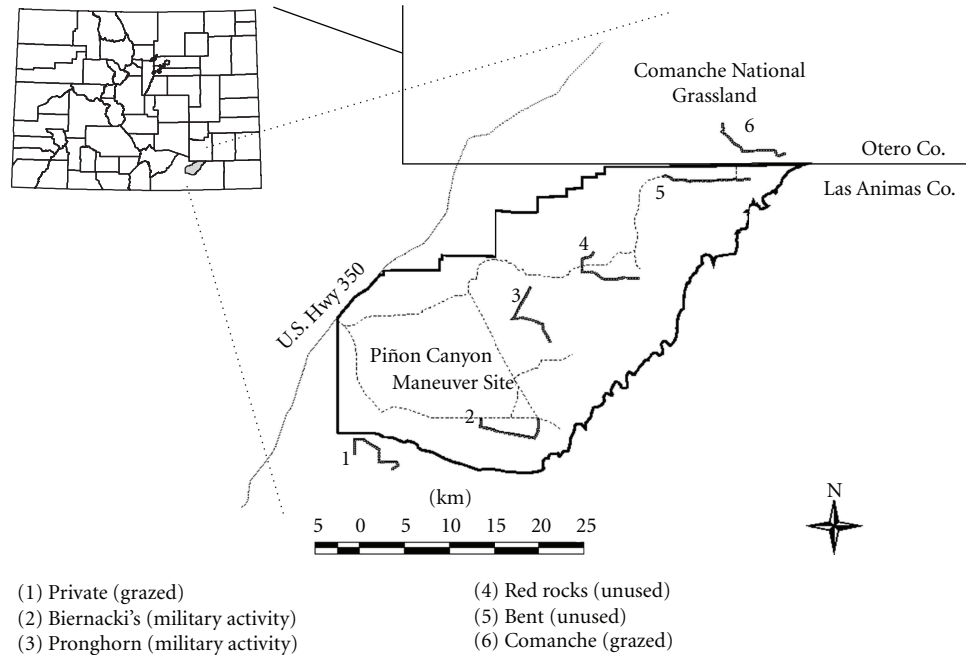 Comanche National
Grassland
6
Otero Co.
5
Las Animas Co.
4
U.S. Hwy 350
3
Piñon Canyon
Maneuver Site
2
1
(km)
N
5 0 5 10 15 20 25
(1) Private (grazed)
(2) Biernacki's (military activity)
(3) Pronghorn (military activity)
(4) Red rocks (unused)
(5) Bent (unused)
(6) Comanche (grazed)